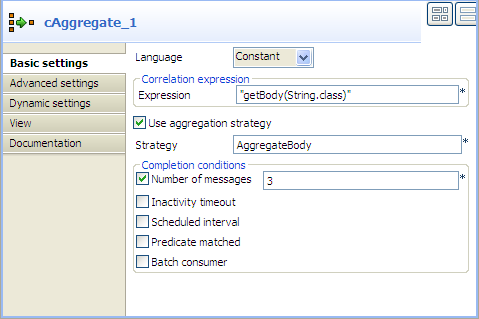 cAggregate_1
Basic settings
Advanced settings
Dynamic settings
View
Documentation
Language Constant
Correlation expression
Expression "getBody(String.class)" *
Use aggregation strategy
Strategy AggregateBody *
Completion conditions
Number of messages 3 *
Inactivity timeout
Scheduled interval
Predicate matched
Batch consumer